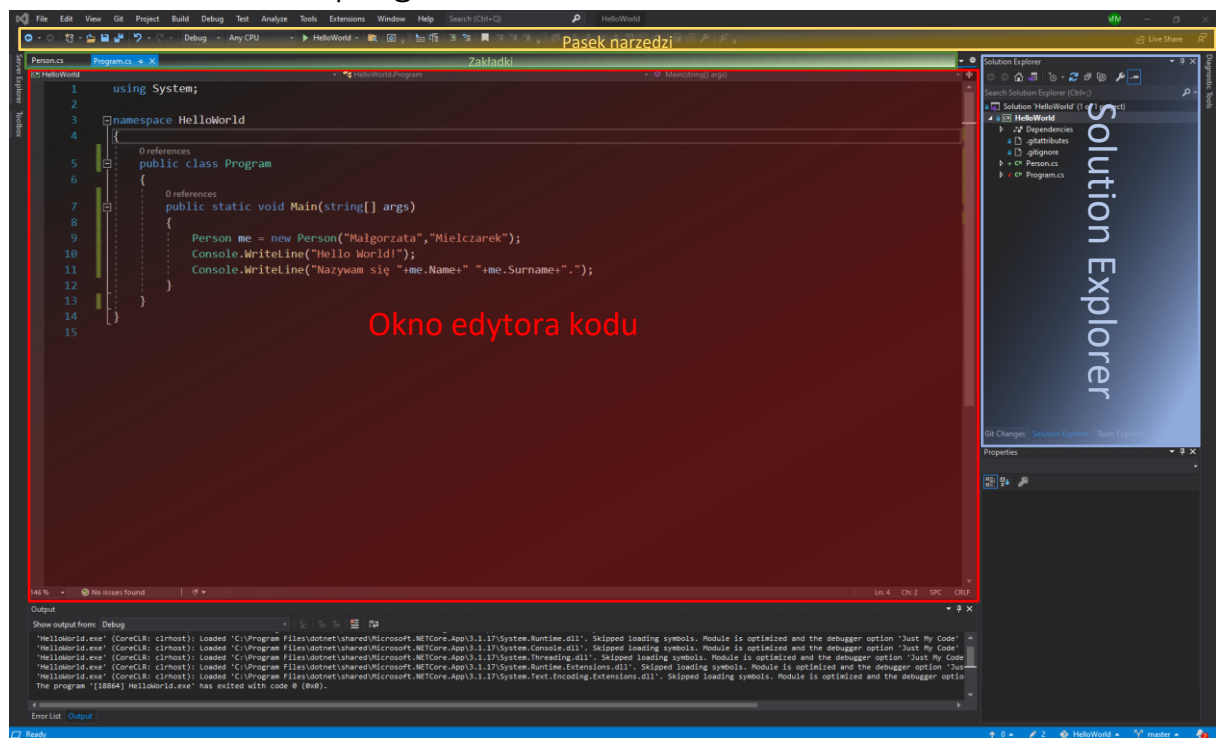 File Edit View Git Project Build Debug Test Analyze Tools Extensions Window Help Search (Ctrl+Q) HelloWorld MM
Debug Any CPU HelloWorld Pasek narzedzi Live Share
Person.cs Program.cs Zakładki
HelloWorld HelloWorld.Program Main(string[] args)
Server Explorer
Toolbox
1 using System;
2
3 namespace HelloWorld
4 {
0 references
5 public class Program
6 {
0 references
7 public static void Main(string[] args)
8 {
9 Person me = new Person("Małgorzata","Mielczarek");
10 Console.WriteLine("Hello World!");
11 Console.WriteLine("Nazywam się "+me.Name+" "+me.Surname+".");
12 }
13 }
14 }
15
Okno edytora kodu
146 % No issues found Ln: 4 Ch: 2 SPC CRLF
Solution Explorer
Search Solution Explorer (Ctrl+;)
Solution 'HelloWorld' (1 of 1 project)
HelloWorld
Dependencies
.gitattributes
.gitignore
Person.cs
Program.cs
Solution Explorer
Git Changes Solution Explorer Team
Diagnostic Tools
Properties
Output
Show output from: Debug
'HelloWorld.exe' (CoreCLR: clrhost): Loaded 'C:\Program Files\dotnet\shared\Microsoft.NETCore.App\3.1.17\System.Runtime.dll'. Skipped loading symbols. Module is optimized and the debugger option 'Just My Code'
'HelloWorld.exe' (CoreCLR: clrhost): Loaded 'C:\Program Files\dotnet\shared\Microsoft.NETCore.App\3.1.17\System.Console.dll'. Skipped loading symbols. Module is optimized and the debugger option 'Just My Code'
'HelloWorld.exe' (CoreCLR: clrhost): Loaded 'C:\Program Files\dotnet\shared\Microsoft.NETCore.App\3.1.17\System.Threading.dll'. Skipped loading symbols. Module is optimized and the debugger option 'Just My Code
'HelloWorld.exe' (CoreCLR: clrhost): Loaded 'C:\Program Files\dotnet\shared\Microsoft.NETCore.App\3.1.17\System.Runtime.Extensions.dll'. Skipped loading symbols. Module is optimized and the debugger option 'Jus
'HelloWorld.exe' (CoreCLR: clrhost): Loaded 'C:\Program Files\dotnet\shared\Microsoft.NETCore.App\3.1.17\System.Text.Encoding.Extensions.dll'. Skipped loading symbols. Module is optimized and the debugger optio
The program '[18864] HelloWorld.exe' has exited with code 0 (0x0).
Error List Output
Ready 0 2 HelloWorld master